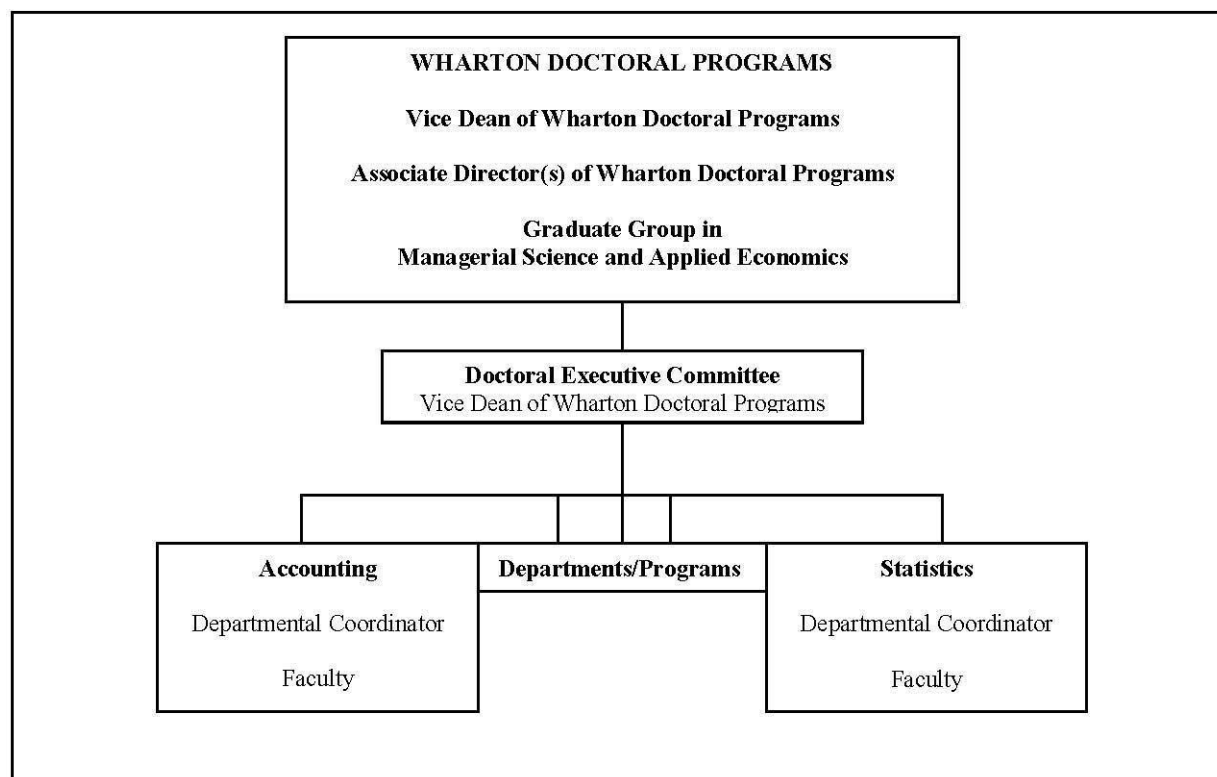 WHARTON DOCTORAL PROGRAMS
Vice Dean of Wharton Doctoral Programs
Associate Director(s) of Wharton Doctoral Programs
Graduate Group in
Managerial Science and Applied Economics
Doctoral Executive Committee
Vice Dean of Wharton Doctoral Programs
Accounting
Departmental Coordinator
Faculty
Departments/Programs
Statistics
Departmental Coordinator
Faculty